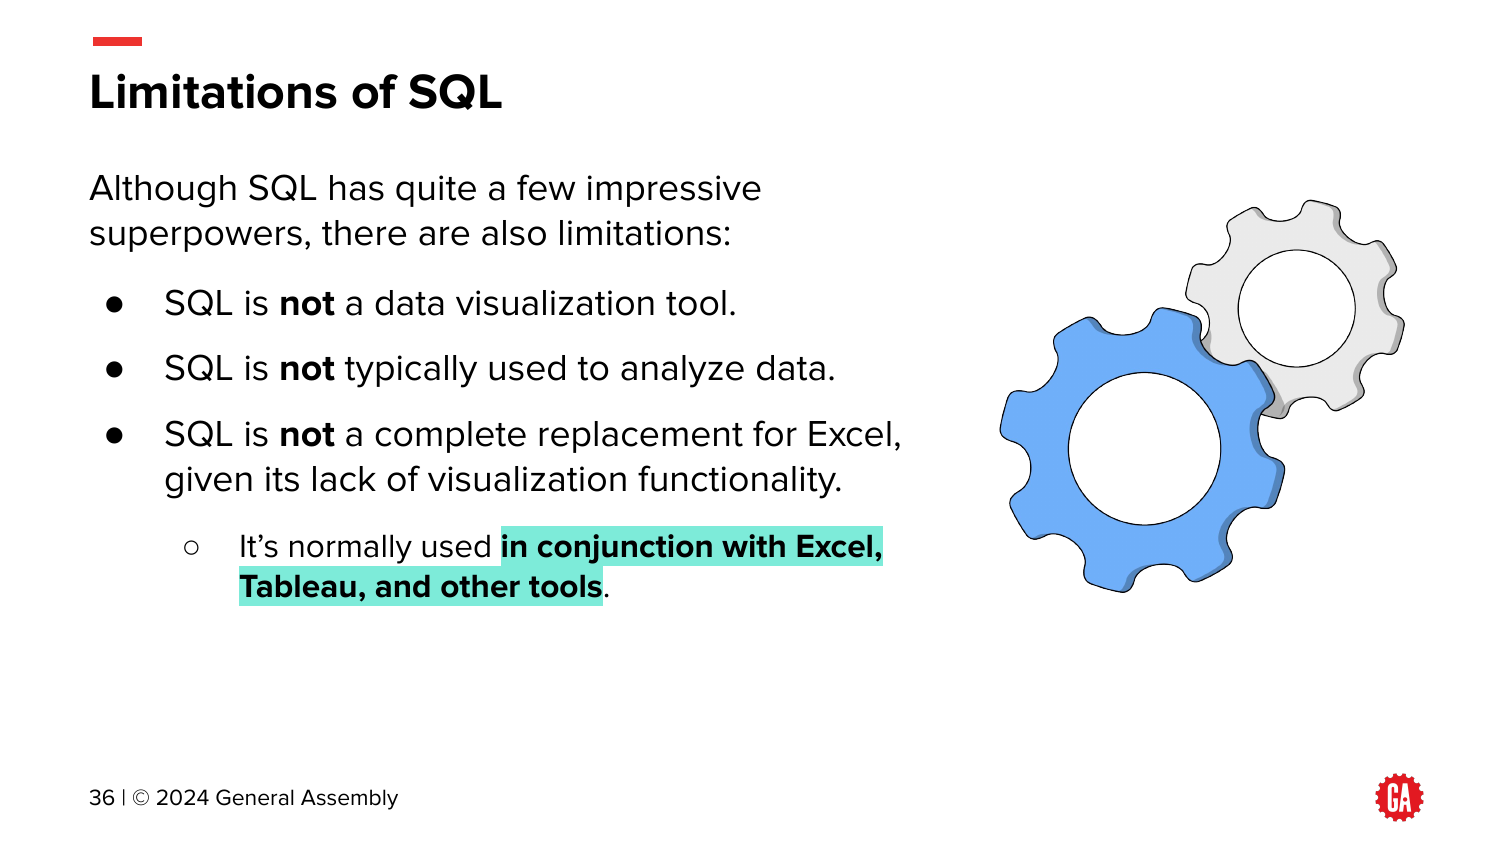 Limitations of SQL
Although SQL has quite a few impressive
superpowers, there are also limitations:
● SQL is not a data visualization tool.
● SQL is not typically used to analyze data.
● SQL is not a complete replacement for Excel,
given its lack of visualization functionality.
○ It’s normally used in conjunction with Excel,
Tableau, and other tools.
36 | © 2024 General Assembly
GA